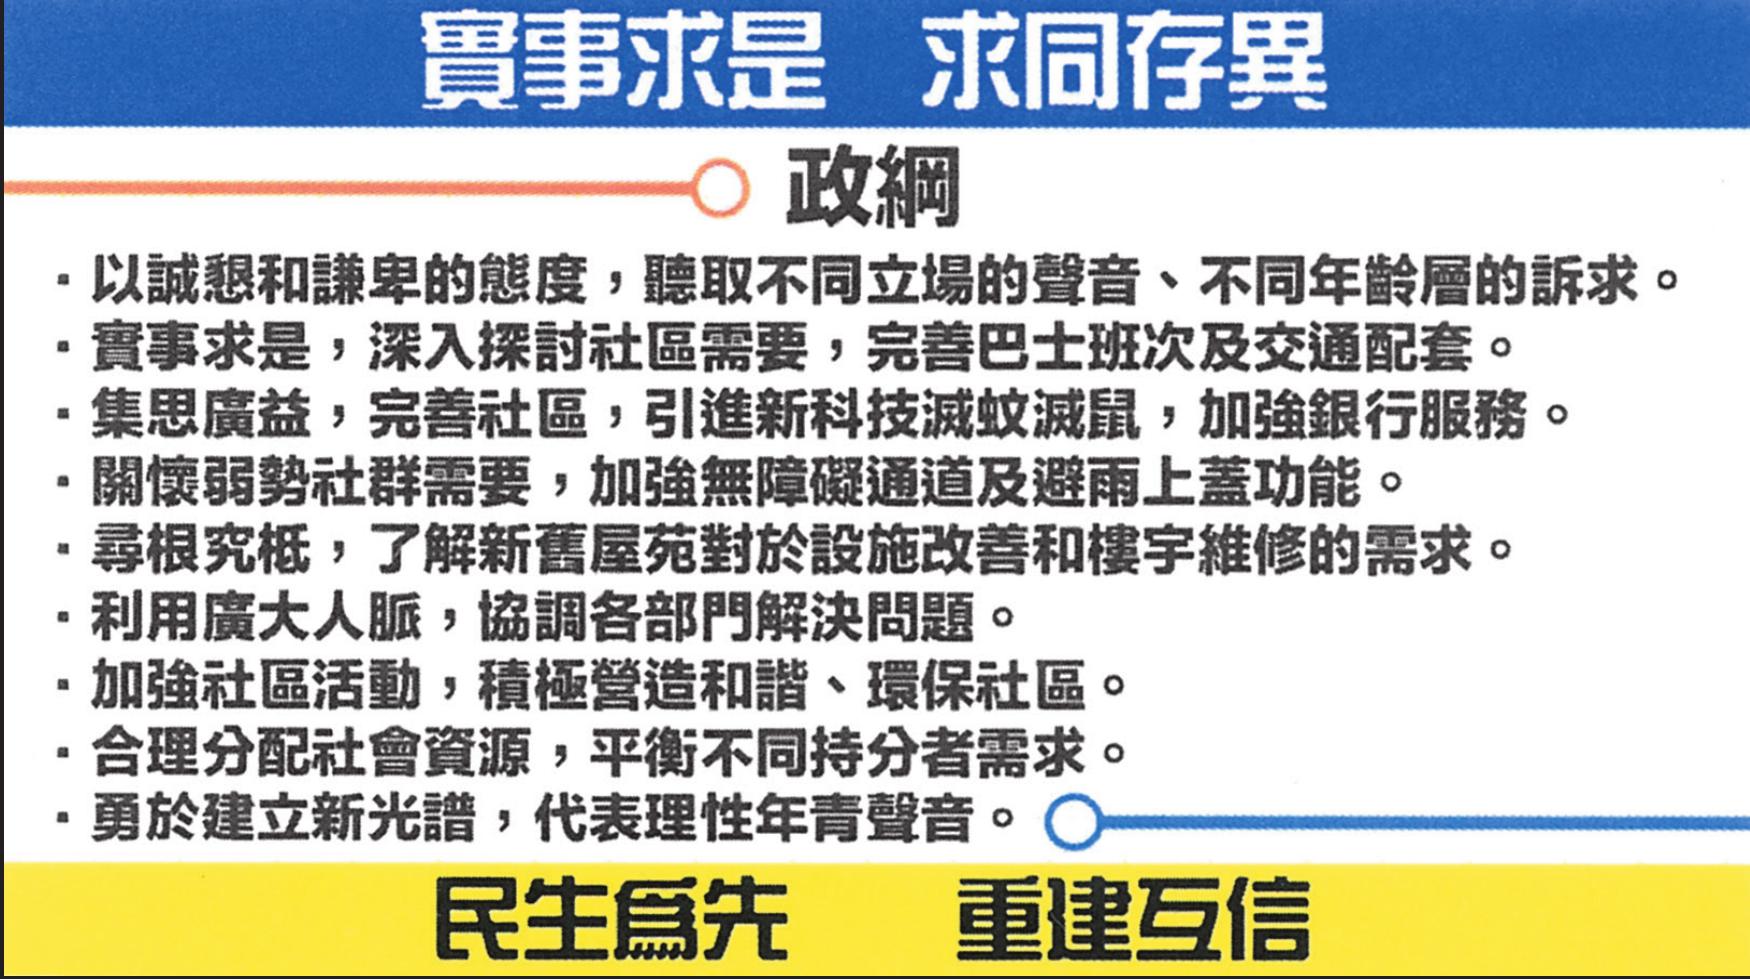 實事求是　求同存異
政綱
· 以誠懇和謙卑的態度，聽取不同立場的聲音、不同年齡層的訴求。
· 實事求是，深入探討社區需要，完善巴士班次及交通配套。
· 集思廣益，完善社區，引進新科技滅蚊滅鼠，加強銀行服務。
· 關懷弱勢社群需要，加強無障礙通道及避雨上蓋功能。
· 尋根究柢，了解新舊屋苑對於設施改善和樓宇維修的需求。
· 利用廣大人脈，協調各部門解決問題。
· 加強社區活動，積極營造和諧、環保社區。
· 合理分配社會資源，平衡不同持分者需求。
· 勇於建立新光譜，代表理性年青聲音。
民生為先　重建互信